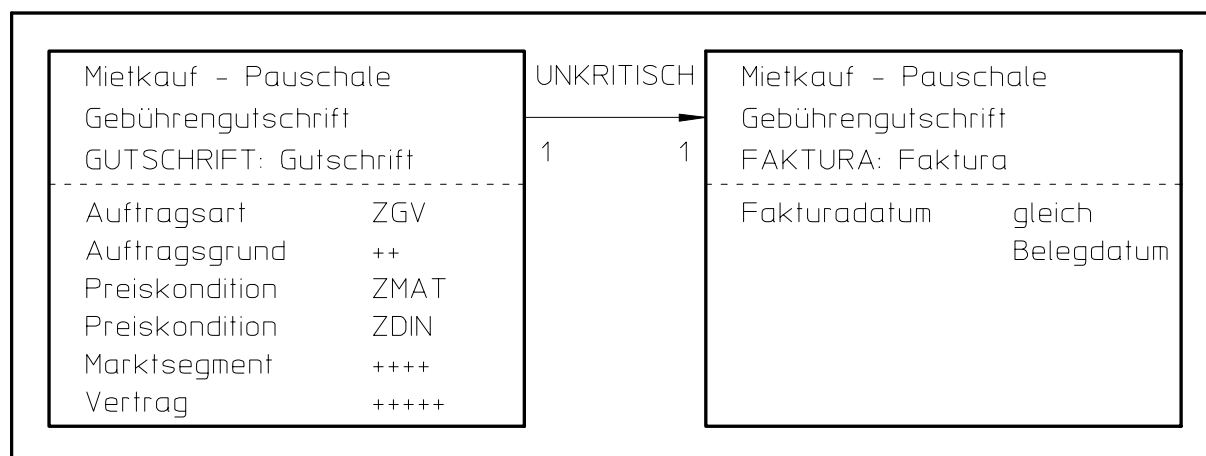 Mietkauf - Pauschale
Gebührengutschrift
GUTSCHRIFT: Gutschrift
Auftragsart ZGV
Auftragsgrund ++
Preiskondition ZMAT
Preiskondition ZDIN
Marktsegment ++++
Vertrag +++++
UNKRITISCH
1 1
Mietkauf - Pauschale
Gebührengutschrift
FAKTURA: Faktura
Fakturadatum gleich
Belegdatum